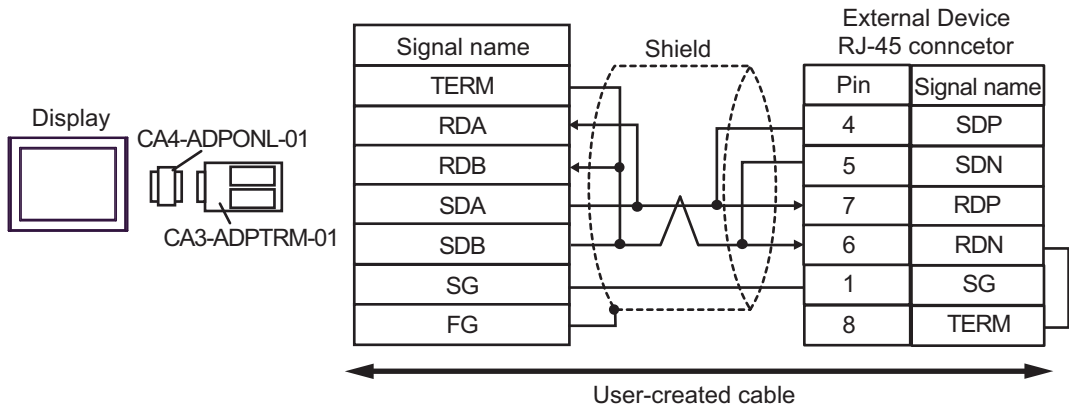 External Device
RJ-45 conncetor
Signal name
Shield
Pin Signal name
TERM
Display
CA4-ADPONL-01
CA3-ADPTRM-01
RDA
4 SDP
RDB
5 SDN
SDA
7 RDP
SDB
6 RDN
SG
1 SG
FG
8 TERM
User-created cable